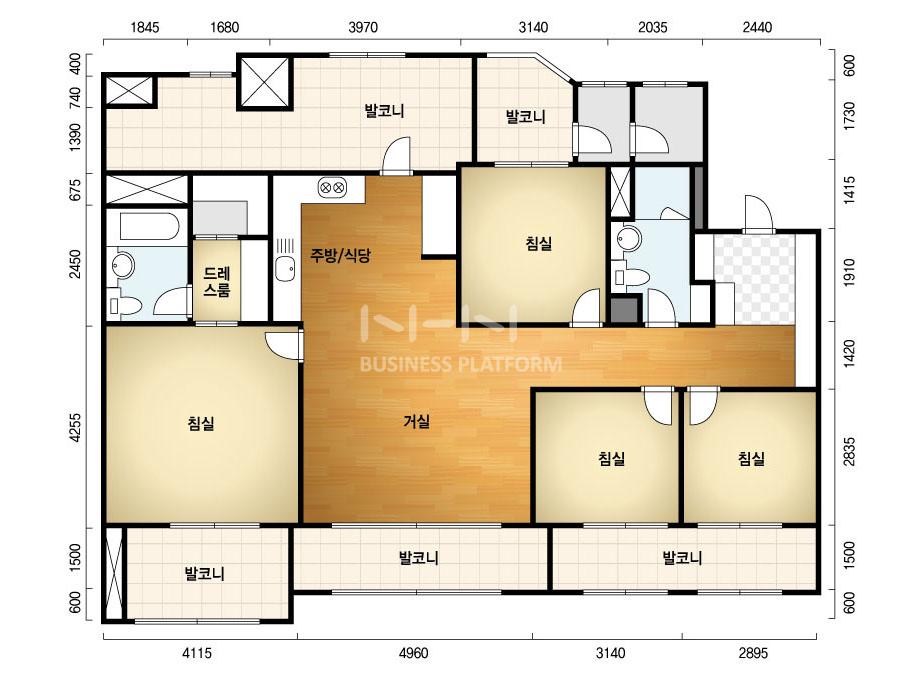 1845 1680 3970 3140 2035 2440
400
740
1390
675
2450
4255
1500
600
600
1730
1415
1910
1420
2835
1500
600
발코니
발코니
침실
주방/식당
드레
스룸
NHN
BUSINESS PLATFORM
침실
거실
침실
침실
발코니
발코니
발코니
4115 4960 3140 2895